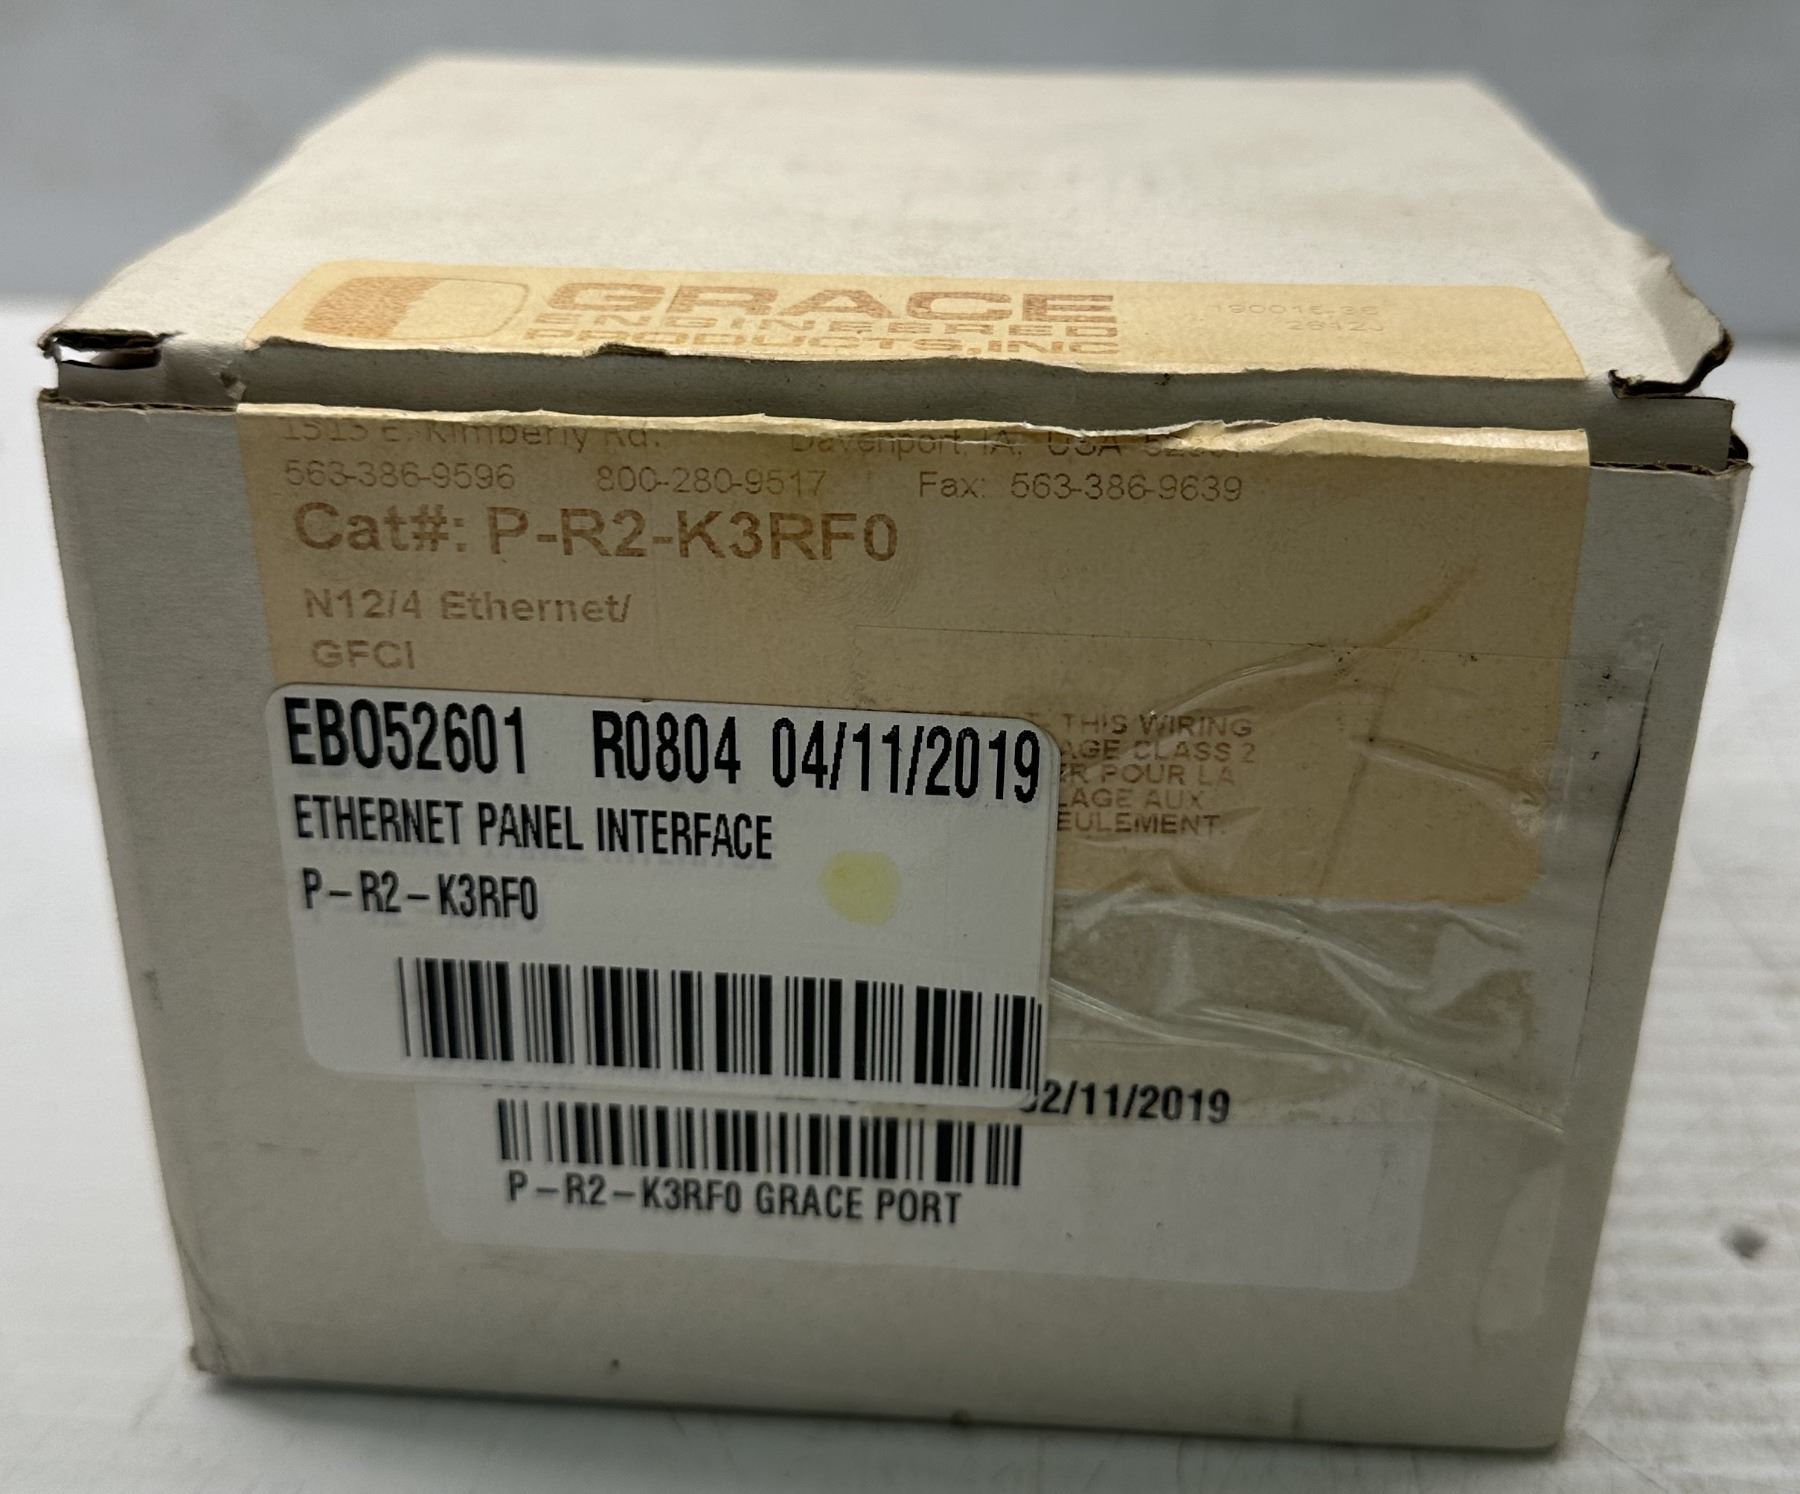 GRACE
ENGINEERED
PRODUCTS, INC
1513 E. Kimberly Rd. Davenport, IA, USA
563-386-9596 800-280-9517 Fax: 563-386-9639
Cat#: P-R2-K3RF0
N12/4 Ethernet/
GFCI
THIS WIRING
CLASS 2
POUR LA
AUX
EBO52601 R0804 04/11/2019
ETHERNET PANEL INTERFACE
P-R2-K3RF0
2/11/2019
P-R2-K3RF0 GRACE PORT